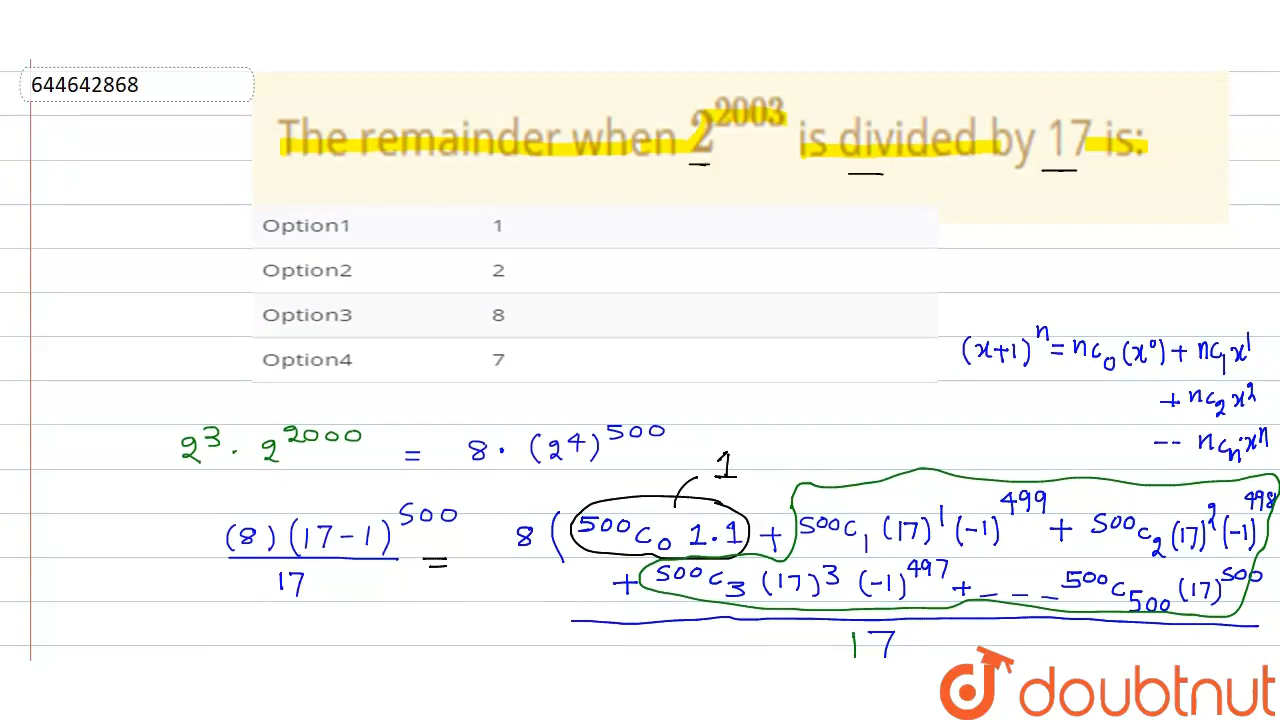 644642868
The remainder when 2^2003 is divided by 17 is:
Option1 1
Option2 2
Option3 8
Option4 7
(x+1)^n = nC0 (x^0) + nC1 x^1
+ nC2 x^2
-- nCn x^n
2^3 · 2^2000 = 8 · (2^4)^500
1
(8)(17-1)^500 / 17 = 8 ( 500C0 1·1 + 500C1 (17)^1 (-1)^499 + 500C2 (17)^2 (-1)^498
+ 500C3 (17)^3 (-1)^497 + --- 500C500 (17)^500
17
doubtnut